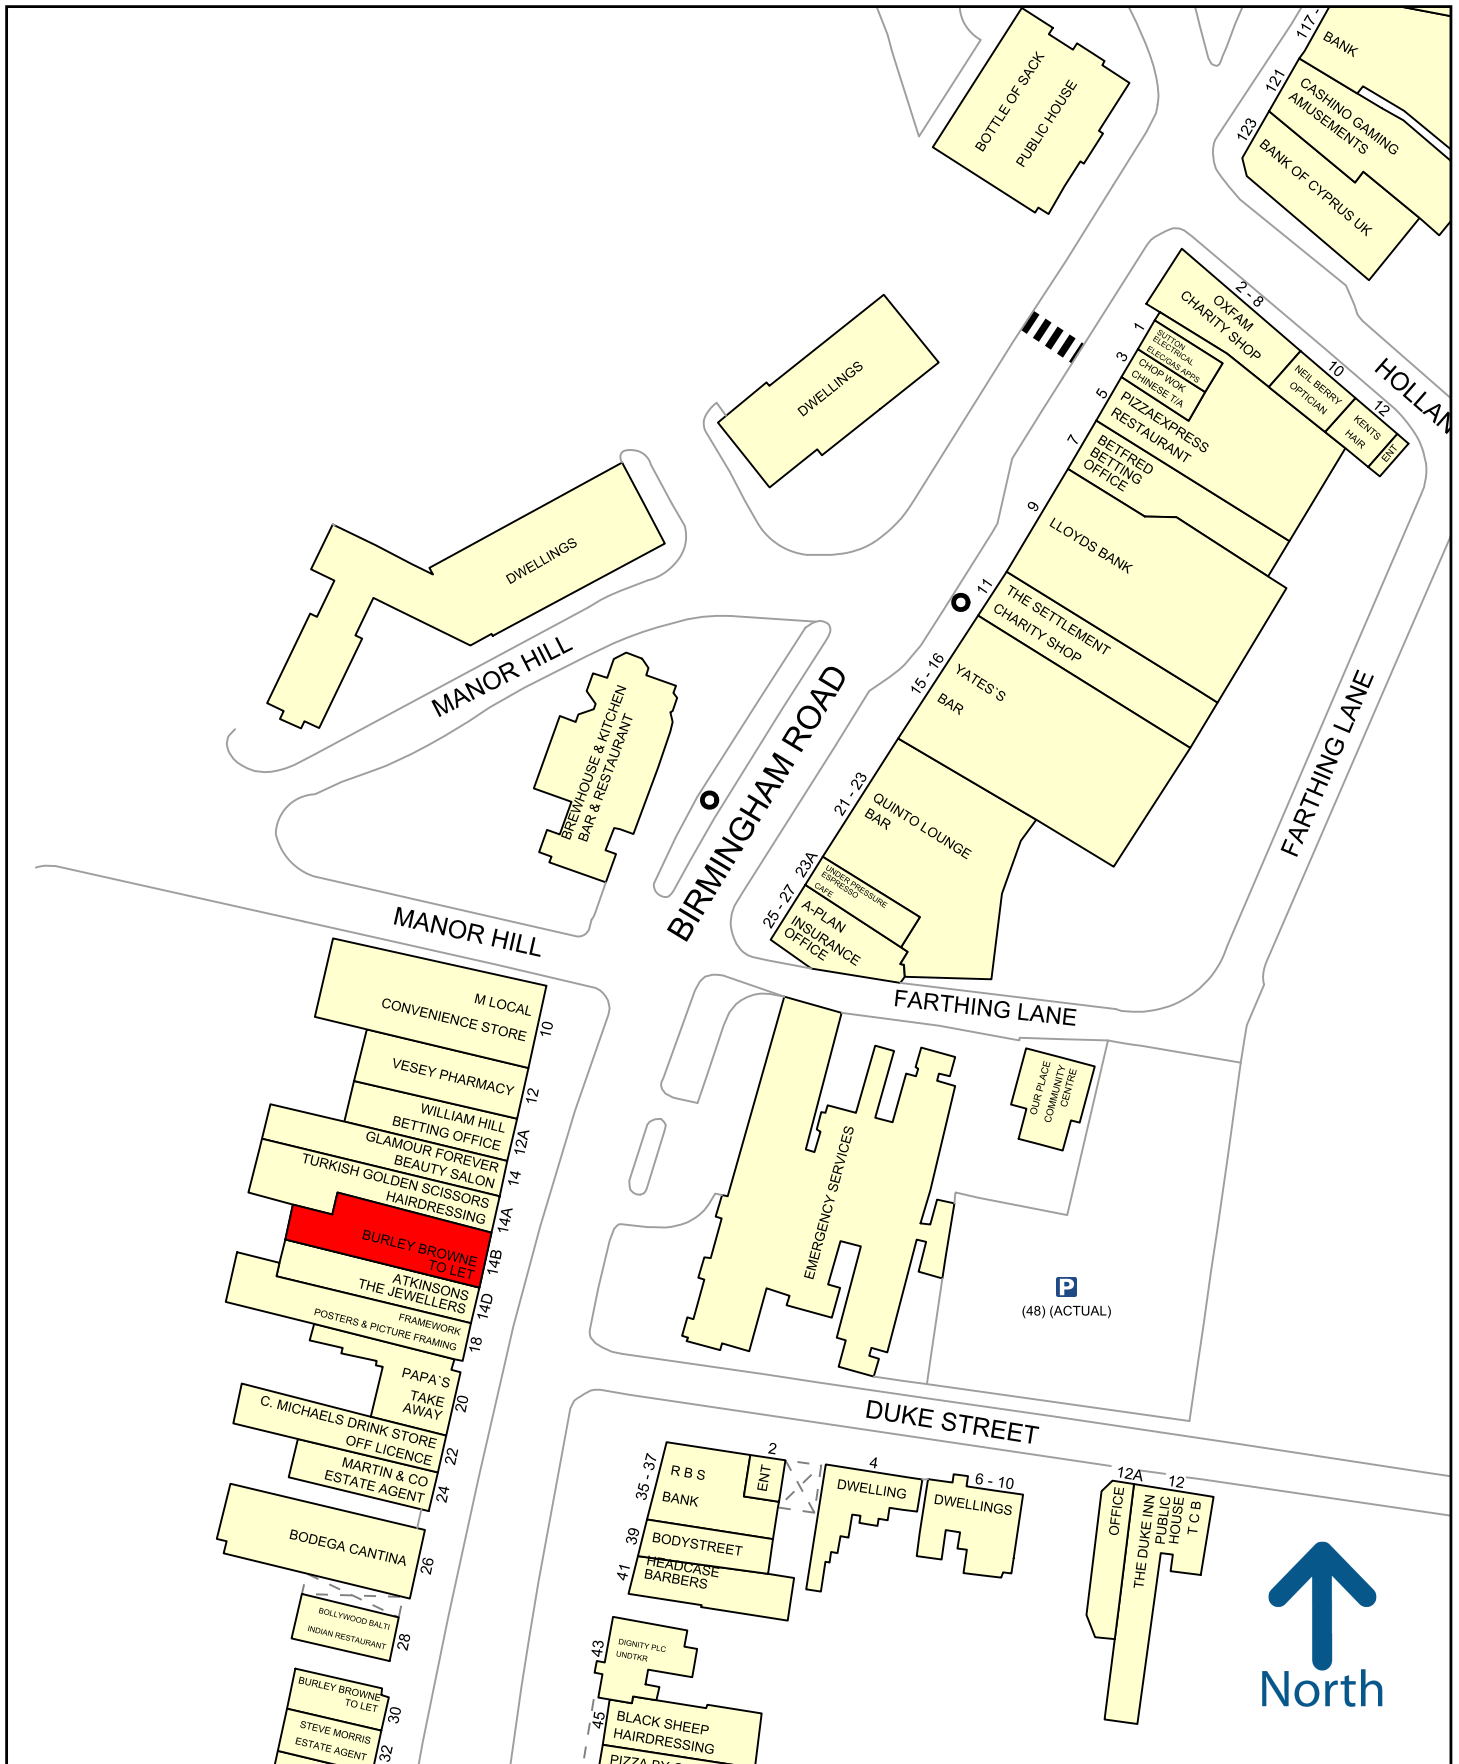 BOTTLE OF SACK
PUBLIC HOUSE
117 -
BANK
121
CASHINO GAMING
AMUSEMENTS
123
BANK OF CYPRUS UK
2 - 8
OXFAM
CHARITY SHOP
10
NEIL BERRY
OPTICIAN
12
KENTS
HAIR
ENT
HOLLAN
1
SUTTON
ELECTRICAL
ELEC/GAS APPS
3
CHOP WOK
CHINESE T/A
5
PIZZAEXPRESS
RESTAURANT
7
BETFRED
BETTING
OFFICE
9
LLOYDS BANK
11
THE SETTLEMENT
CHARITY SHOP
15 - 16
YATES`S
BAR
21 - 23
QUINTO LOUNGE
BAR
23A
UNDER PRESSURE
ESPRESSO
CAFE
25 - 27
A-PLAN
INSURANCE
OFFICE
DWELLINGS
DWELLINGS
MANOR HILL
BREWHOUSE & KITCHEN
BAR & RESTAURANT
BIRMINGHAM ROAD
FARTHING LANE
MANOR HILL
FARTHING LANE
M LOCAL
CONVENIENCE STORE
10
VESEY PHARMACY
12
WILLIAM HILL
BETTING OFFICE
12A
GLAMOUR FOREVER
BEAUTY SALON
14
TURKISH GOLDEN SCISSORS
HAIRDRESSING
14A
BURLEY BROWNE
TO LET
14B
ATKINSONS
THE JEWELLERS
14D
FRAMEWORK
POSTERS & PICTURE FRAMING
18
PAPA`S
TAKE
AWAY
20
C. MICHAELS DRINK STORE
OFF LICENCE
22
MARTIN & CO
ESTATE AGENT
24
BODEGA CANTINA
26
BOLLYWOOD BALTI
INDIAN RESTAURANT
28
BURLEY BROWNE
TO LET
30
STEVE MORRIS
ESTATE AGENT
32
EMERGENCY SERVICES
OUR PLACE
COMMUNITY
CENTRE
P
(48) (ACTUAL)
DUKE STREET
35 - 37
R B S
BANK
2
ENT
39
BODYSTREET
41
HEADCASE
BARBERS
4
DWELLING
6 - 10
DWELLINGS
12A
OFFICE
12
THE DUKE INN
PUBLIC
HOUSE
T C B
43
DIGNITY PLC
UNDTKR
45
BLACK SHEEP
HAIRDRESSING
North